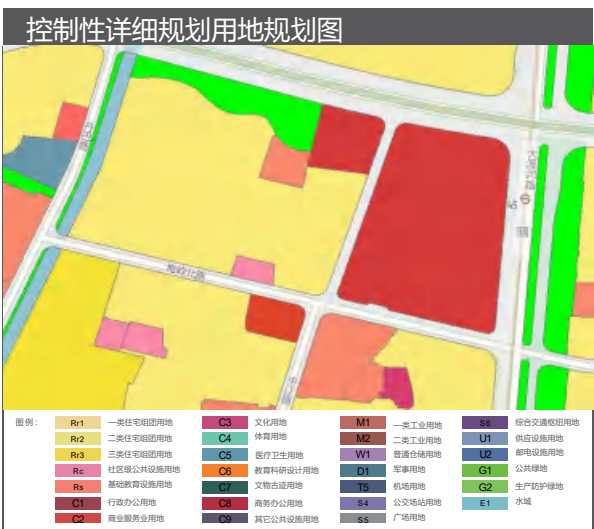 控制性详细规划用地规划图
图例：
Rr1 一类住宅组团用地
Rr2 二类住宅组团用地
Rr3 三类住宅组团用地
Rc 社区级公共设施用地
Rs 基础教育设施用地
C1 行政办公用地
C2 商业服务业用地
C3 文化用地
C4 体育用地
C5 医疗卫生用地
C6 教育科研设计用地
C7 文物古迹用地
C8 商务办公用地
C9 其它公共设施用地
M1 一类工业用地
M2 二类工业用地
W1 普通仓储用地
D1 军事用地
T5 机场用地
S4 公交场站用地
S5 广场用地
S6 综合交通枢纽用地
U1 供应设施用地
U2 邮电设施用地
G1 公共绿地
G2 生产防护绿地
E1 水域